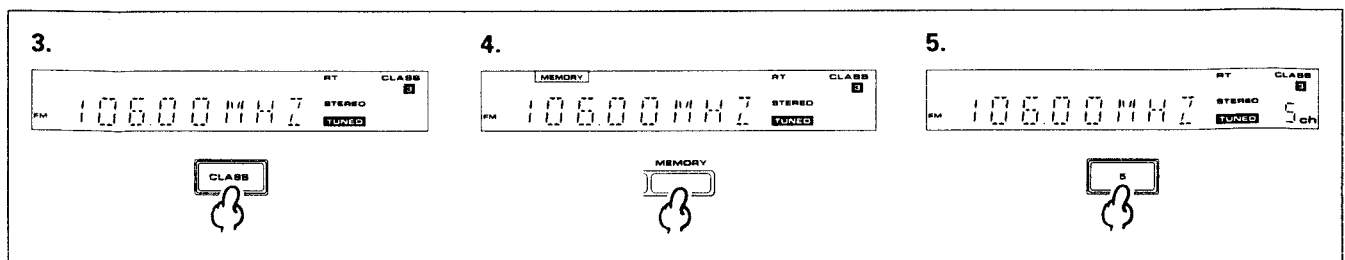 3.
RT CLASS
3
FM 106.00MHZ STEREO
TUNED
CLASS
4.
MEMORY RT CLASS
3
FM 106.00MHZ STEREO
TUNED
MEMORY
5.
RT CLASS
3
FM 106.00MHZ STEREO
TUNED 5ch
5